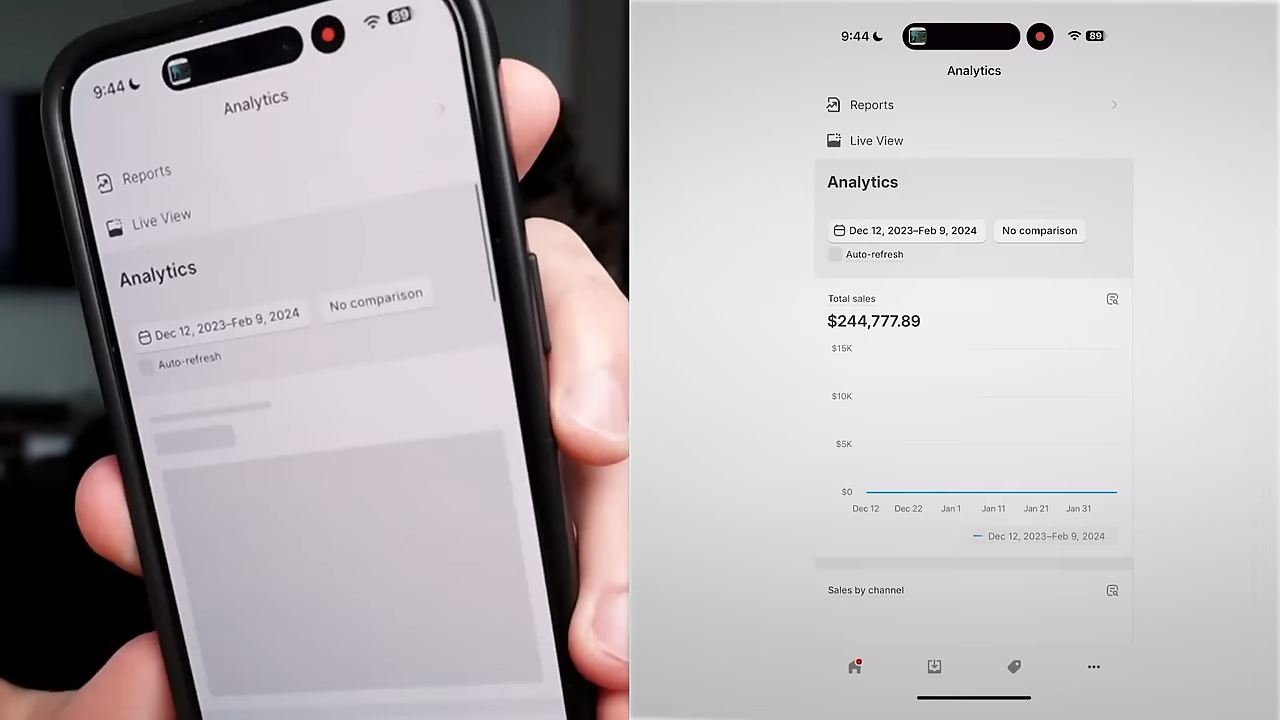 9:44
89
Analytics
Reports
Live View
Analytics
Dec 12, 2023–Feb 9, 2024
No comparison
Auto-refresh
9:44
89
Analytics
Reports
Live View
Analytics
Dec 12, 2023–Feb 9, 2024
No comparison
Auto-refresh
Total sales
$244,777.89
$15K
$10K
$5K
$0
Dec 12 Dec 22 Jan 1 Jan 11 Jan 21 Jan 31
Dec 12, 2023–Feb 9, 2024
Sales by channel